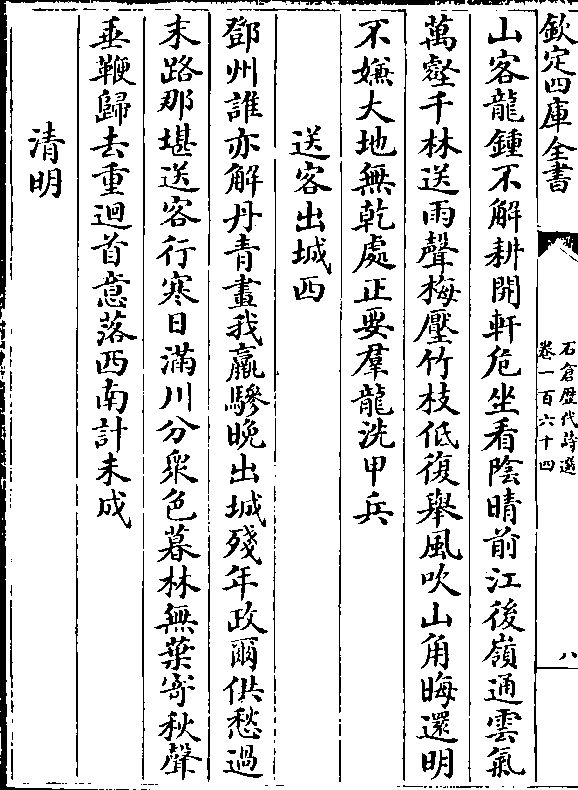 欽定四庫全書
石倉歴代詩選
卷一百六十四
八
山客龍鍾不解耕開軒危坐看陰晴前江後嶺通雲氣
萬壑千林送雨聲梅壓竹枝低復舉風吹山角晦還明
不嫌大地無乾處正要羣龍洗甲兵
送客出城西
鄧州誰亦解丹青畫我羸驂晚出城殘年政爾供愁過
末路那堪送客行寒日滿川分衆色暮林無葉寄秋聲
垂鞭歸去重迴首意落西南計未成
清明